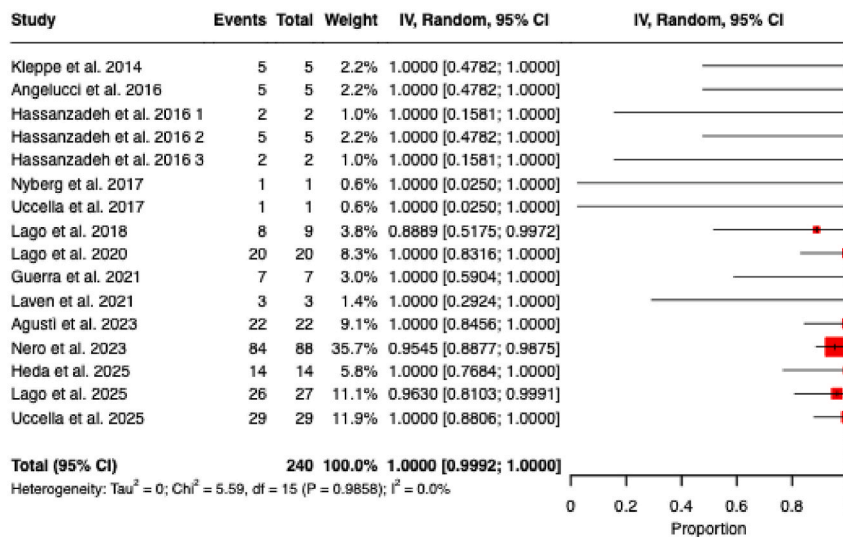 Study Events Total Weight IV, Random, 95% CI IV, Random, 95% CI
Kleppe et al. 2014 5 5 2.2% 1.0000 [0.4782; 1.0000]
Angelucci et al. 2016 5 5 2.2% 1.0000 [0.4782; 1.0000]
Hassanzadeh et al. 2016 1 2 2 1.0% 1.0000 [0.1581; 1.0000]
Hassanzadeh et al. 2016 2 5 5 2.2% 1.0000 [0.4782; 1.0000]
Hassanzadeh et al. 2016 3 2 2 1.0% 1.0000 [0.1581; 1.0000]
Nyberg et al. 2017 1 1 0.6% 1.0000 [0.0250; 1.0000]
Uccella et al. 2017 1 1 0.6% 1.0000 [0.0250; 1.0000]
Lago et al. 2018 8 9 3.8% 0.8889 [0.5175; 0.9972]
Lago et al. 2020 20 20 8.3% 1.0000 [0.8316; 1.0000]
Guerra et al. 2021 7 7 3.0% 1.0000 [0.5904; 1.0000]
Laven et al. 2021 3 3 1.4% 1.0000 [0.2924; 1.0000]
Agustì et al. 2023 22 22 9.1% 1.0000 [0.8456; 1.0000]
Nero et al. 2023 84 88 35.7% 0.9545 [0.8877; 0.9875]
Heda et al. 2025 14 14 5.8% 1.0000 [0.7684; 1.0000]
Lago et al. 2025 26 27 11.1% 0.9630 [0.8103; 0.9991]
Uccella et al. 2025 29 29 11.9% 1.0000 [0.8806; 1.0000]
Total (95% CI) 240 100.0% 1.0000 [0.9992; 1.0000]
Heterogeneity: Tau² = 0; Chi² = 5.59, df = 15 (P = 0.9858); I² = 0.0%
0 0.2 0.4 0.6 0.8
Proportion